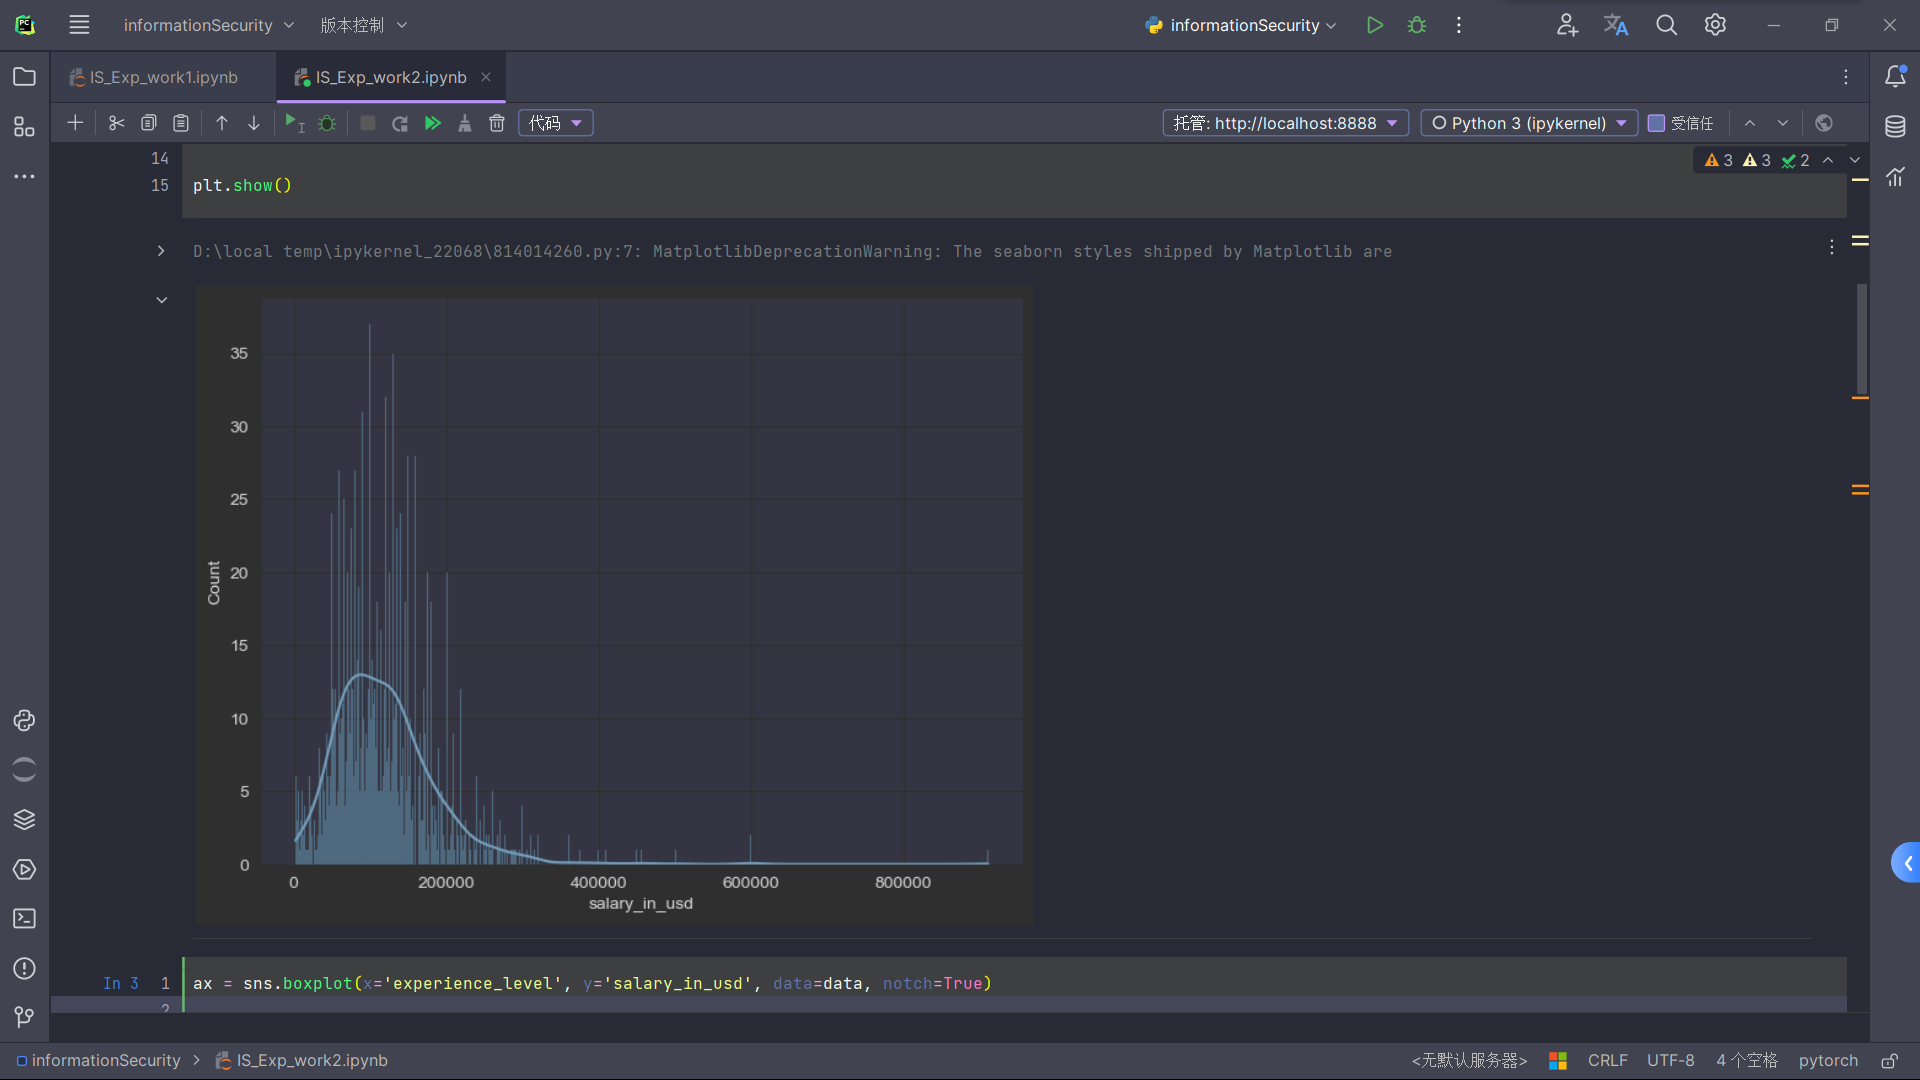 informationSecurity 版本控制 informationSecurity
IS_Exp_work1.ipynb IS_Exp_work2.ipynb
代码 托管: http://localhost:8888 Python 3 (ipykernel) 受信任
14
3 3 2
15 plt.show()
D:\local temp\ipykernel_22068\814014260.py:7: MatplotlibDeprecationWarning: The seaborn styles shipped by Matplotlib are
35
30
25
20
15
10
5
0
Count
0 200000 400000 600000 800000
salary_in_usd
In 3 1 ax = sns.boxplot(x='experience_level', y='salary_in_usd', data=data, notch=True)
2
informationSecurity IS_Exp_work2.ipynb <无默认服务器> CRLF UTF-8 4 个空格 pytorch